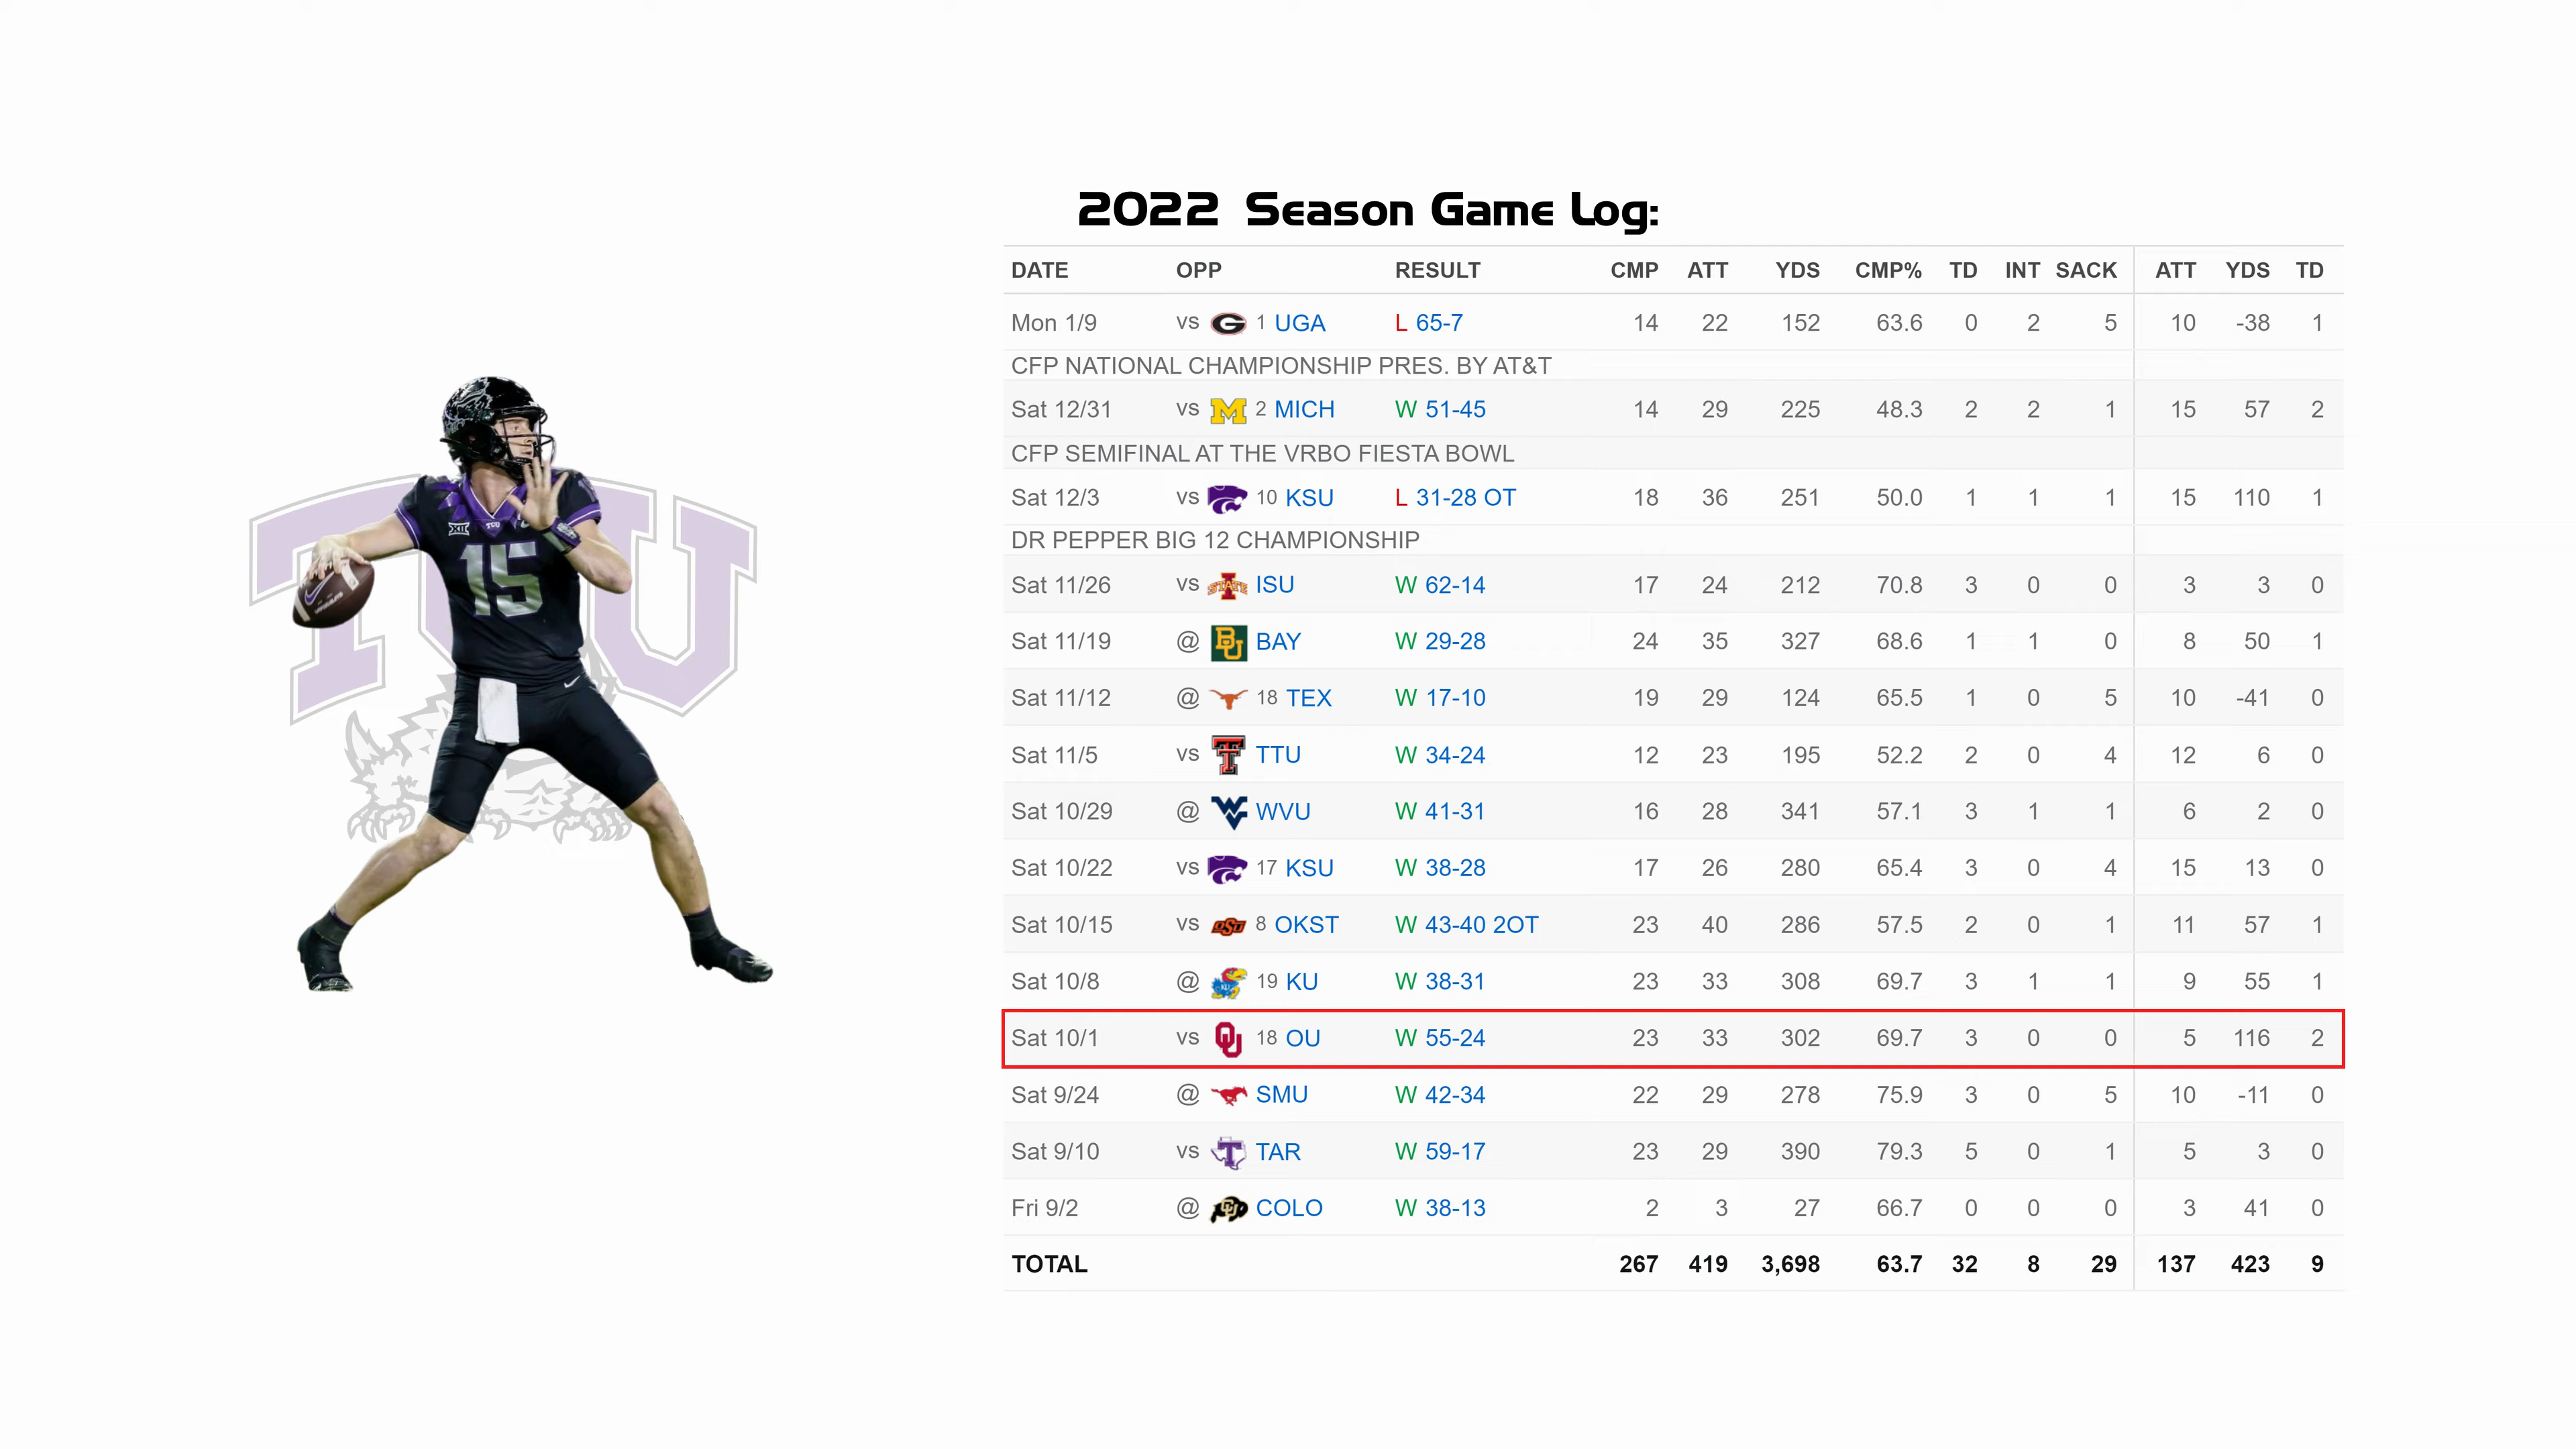 2022 Season Game Log:
DATE OPP RESULT CMP ATT YDS CMP% TD INT SACK ATT YDS TD
Mon 1/9 vs G 1 UGA L 65-7 14 22 152 63.6 0 2 5 10 -38 1
CFP NATIONAL CHAMPIONSHIP PRES. BY AT&T
Sat 12/31 vs M 2 MICH W 51-45 14 29 225 48.3 2 2 1 15 57 2
CFP SEMIFINAL AT THE VRBO FIESTA BOWL
Sat 12/3 vs 10 KSU L 31-28 OT 18 36 251 50.0 1 1 1 15 110 1
DR PEPPER BIG 12 CHAMPIONSHIP
Sat 11/26 vs I STATE ISU W 62-14 17 24 212 70.8 3 0 0 3 3 0
Sat 11/19 @ BU BAY W 29-28 24 35 327 68.6 1 1 0 8 50 1
Sat 11/12 @ 18 TEX W 17-10 19 29 124 65.5 1 0 5 10 -41 0
Sat 11/5 vs TT TTU W 34-24 12 23 195 52.2 2 0 4 12 6 0
Sat 10/29 @ WV WVU W 41-31 16 28 341 57.1 3 1 1 6 2 0
Sat 10/22 vs 17 KSU W 38-28 17 26 280 65.4 3 0 4 15 13 0
Sat 10/15 vs OSU 8 OKST W 43-40 2OT 23 40 286 57.5 2 0 1 11 57 1
Sat 10/8 @ KU 19 KU W 38-31 23 33 308 69.7 3 1 1 9 55 1
Sat 10/1 vs OU 18 OU W 55-24 23 33 302 69.7 3 0 0 5 116 2
Sat 9/24 @ SMU W 42-34 22 29 278 75.9 3 0 5 10 -11 0
Sat 9/10 vs T TAR W 59-17 23 29 390 79.3 5 0 1 5 3 0
Fri 9/2 @ CU COLO W 38-13 2 3 27 66.7 0 0 0 3 41 0
TOTAL 267 419 3,698 63.7 32 8 29 137 423 9
TCU
XII TCU
15